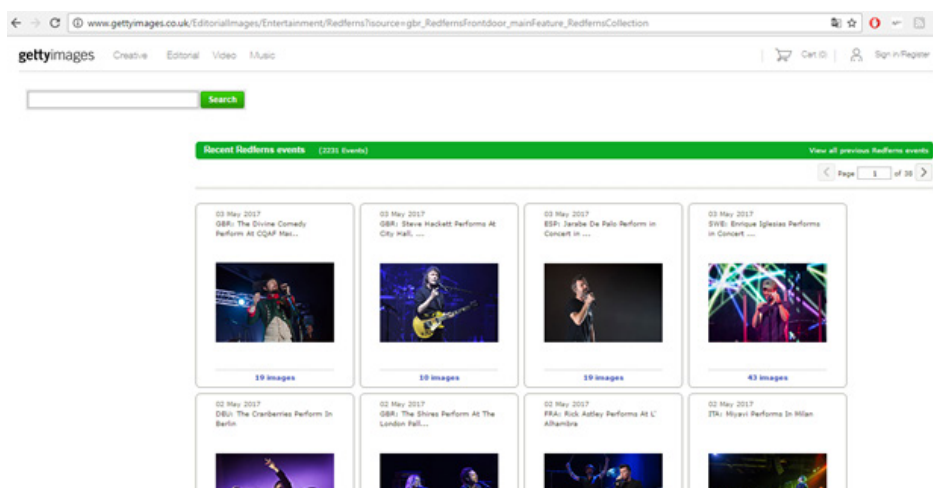 www.gettyimages.co.uk/EditorialImages/Entertainment/Redferns?isource=gbr_RedfernsFrontdoor_mainFeature_RedfernsCollection
gettyimages Creative Editorial Video Music Cart (0) Sign in/Register
Search
Recent Redferns events (2231 Events) View all previous Redferns events
Page 1 of 38
03 May 2017
GBR: The Divine Comedy
Perform At CQAF Mar...
19 images
03 May 2017
GBR: Steve Hackett Performs At
City Hall, ....
10 images
03 May 2017
ESP: Jarabe De Palo Perform in
Concert in ....
19 images
03 May 2017
SWE: Enrique Iglesias Performs
in Concert ....
43 images
02 May 2017
DEU: The Cranberries Perform In
Berlin
02 May 2017
GBR: The Shires Perform At The
London Pall...
02 May 2017
FRA: Rick Astley Performs At L'
Alhambra
02 May 2017
ITA: Miyavi Performs In Milan